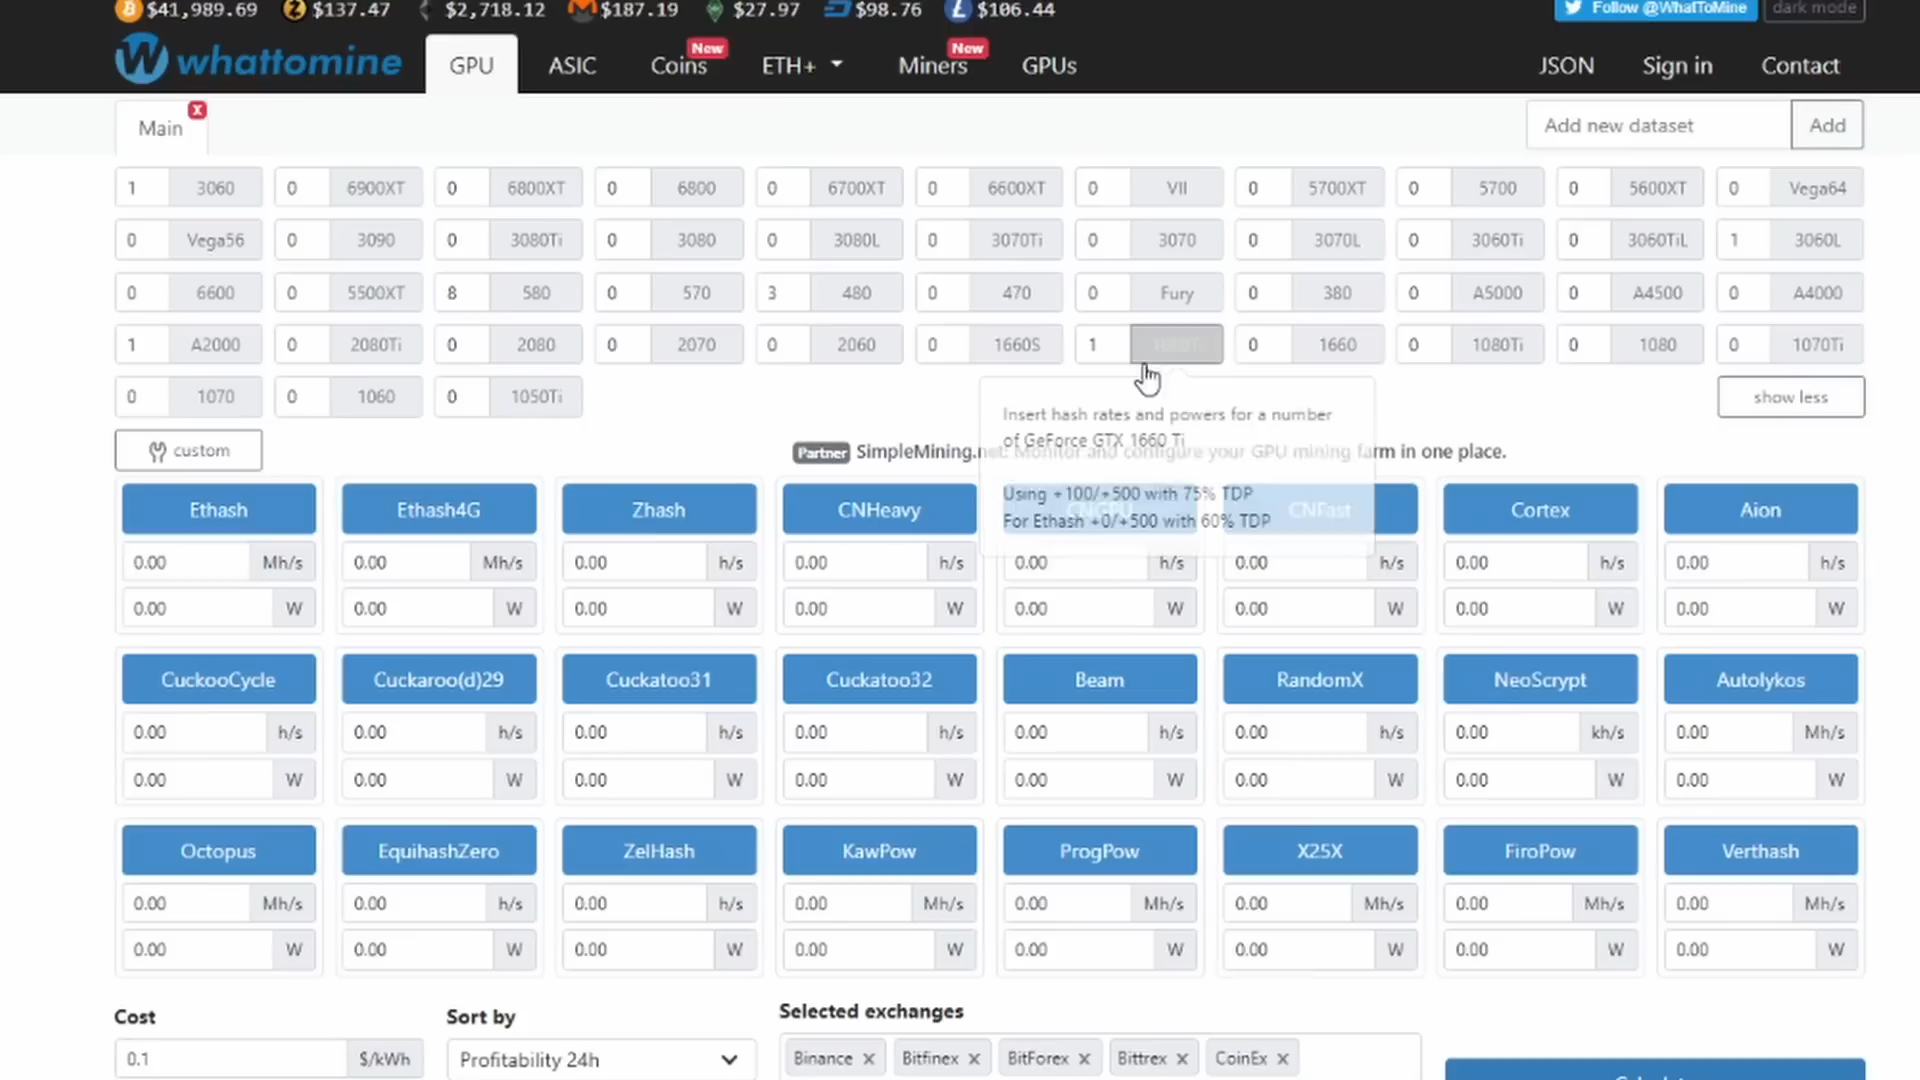 $41,989.69 $137.47 $2,718.12 $187.19 $27.97 $98.76 $106.44 Follow @WhatToMine dark mode
whattomine GPU ASIC Coins New ETH+ Miners New GPUs JSON Sign in Contact
Main x Add new dataset Add
1 3060 0 6900XT 0 6800XT 0 6800 0 6700XT 0 6600XT 0 VII 0 5700XT 0 5700 0 5600XT 0 Vega64
0 Vega56 0 3090 0 3080Ti 0 3080 0 3080L 0 3070Ti 0 3070 0 3070L 0 3060Ti 0 3060TiL 1 3060L
0 6600 0 5500XT 8 580 0 570 3 480 0 470 0 Fury 0 380 0 A5000 0 A4500 0 A4000
1 A2000 0 2080Ti 0 2080 0 2070 0 2060 0 1660S 1 0 1660 0 1080Ti 0 1080 0 1070Ti
0 1070 0 1060 0 1050Ti show less
Insert hash rates and powers for a number
of GeForce GTX 1660 Ti
custom Partner SimpleMining.net: Monitor and configure your GPU mining farm in one place.
Using +100/+500 with 75% TDP
For Ethash +0/+500 with 60% TDP
Ethash Ethash4G Zhash CNHeavy CNGPU CNFast Cortex Aion
0.00 Mh/s 0.00 Mh/s 0.00 h/s 0.00 h/s 0.00 h/s 0.00 h/s 0.00 h/s 0.00 h/s
0.00 W 0.00 W 0.00 W 0.00 W 0.00 W 0.00 W 0.00 W 0.00 W
CuckooCycle Cuckaroo(d)29 Cuckatoo31 Cuckatoo32 Beam RandomX NeoScrypt Autolykos
0.00 h/s 0.00 h/s 0.00 h/s 0.00 h/s 0.00 h/s 0.00 h/s 0.00 kh/s 0.00 Mh/s
0.00 W 0.00 W 0.00 W 0.00 W 0.00 W 0.00 W 0.00 W 0.00 W
Octopus EquihashZero ZelHash KawPow ProgPow X25X FiroPow Verthash
0.00 Mh/s 0.00 h/s 0.00 h/s 0.00 Mh/s 0.00 Mh/s 0.00 Mh/s 0.00 Mh/s 0.00 Mh/s
0.00 W 0.00 W 0.00 W 0.00 W 0.00 W 0.00 W 0.00 W 0.00 W
Cost Sort by Selected exchanges
0.1 $/kWh Profitability 24h Binance × Bitfinex × BitForex × Bittrex × CoinEx ×